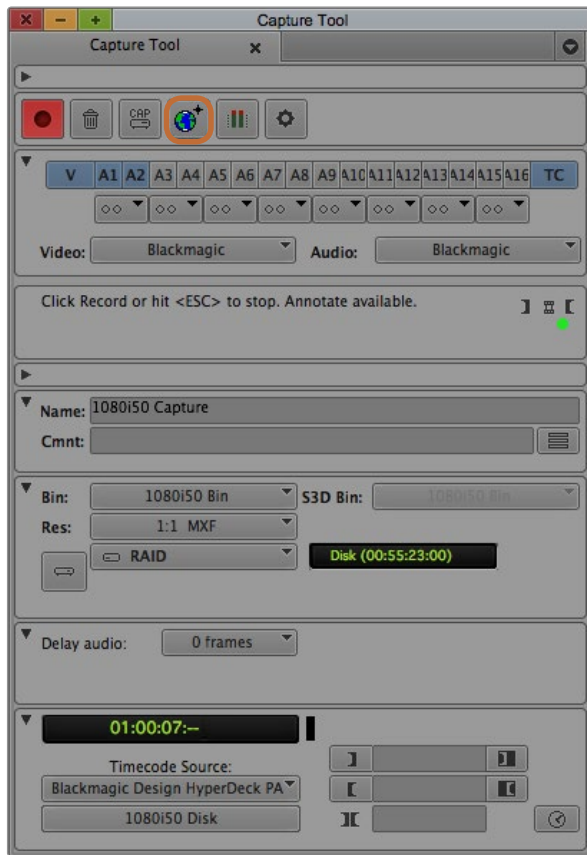 Capture Tool
Capture Tool
CAP
V A1 A2 A3 A4 A5 A6 A7 A8 A9 A10 A11 A12 A13 A14 A15 A16 TC
Video: Blackmagic Audio: Blackmagic
Click Record or hit <ESC> to stop. Annotate available.
Name: 1080i50 Capture
Cmnt:
Bin: 1080i50 Bin S3D Bin: 1080i50 Bin
Res: 1:1 MXF
RAID Disk (00:55:23:00)
Delay audio: 0 frames
01:00:07:--
Timecode Source:
Blackmagic Design HyperDeck PA
1080i50 Disk